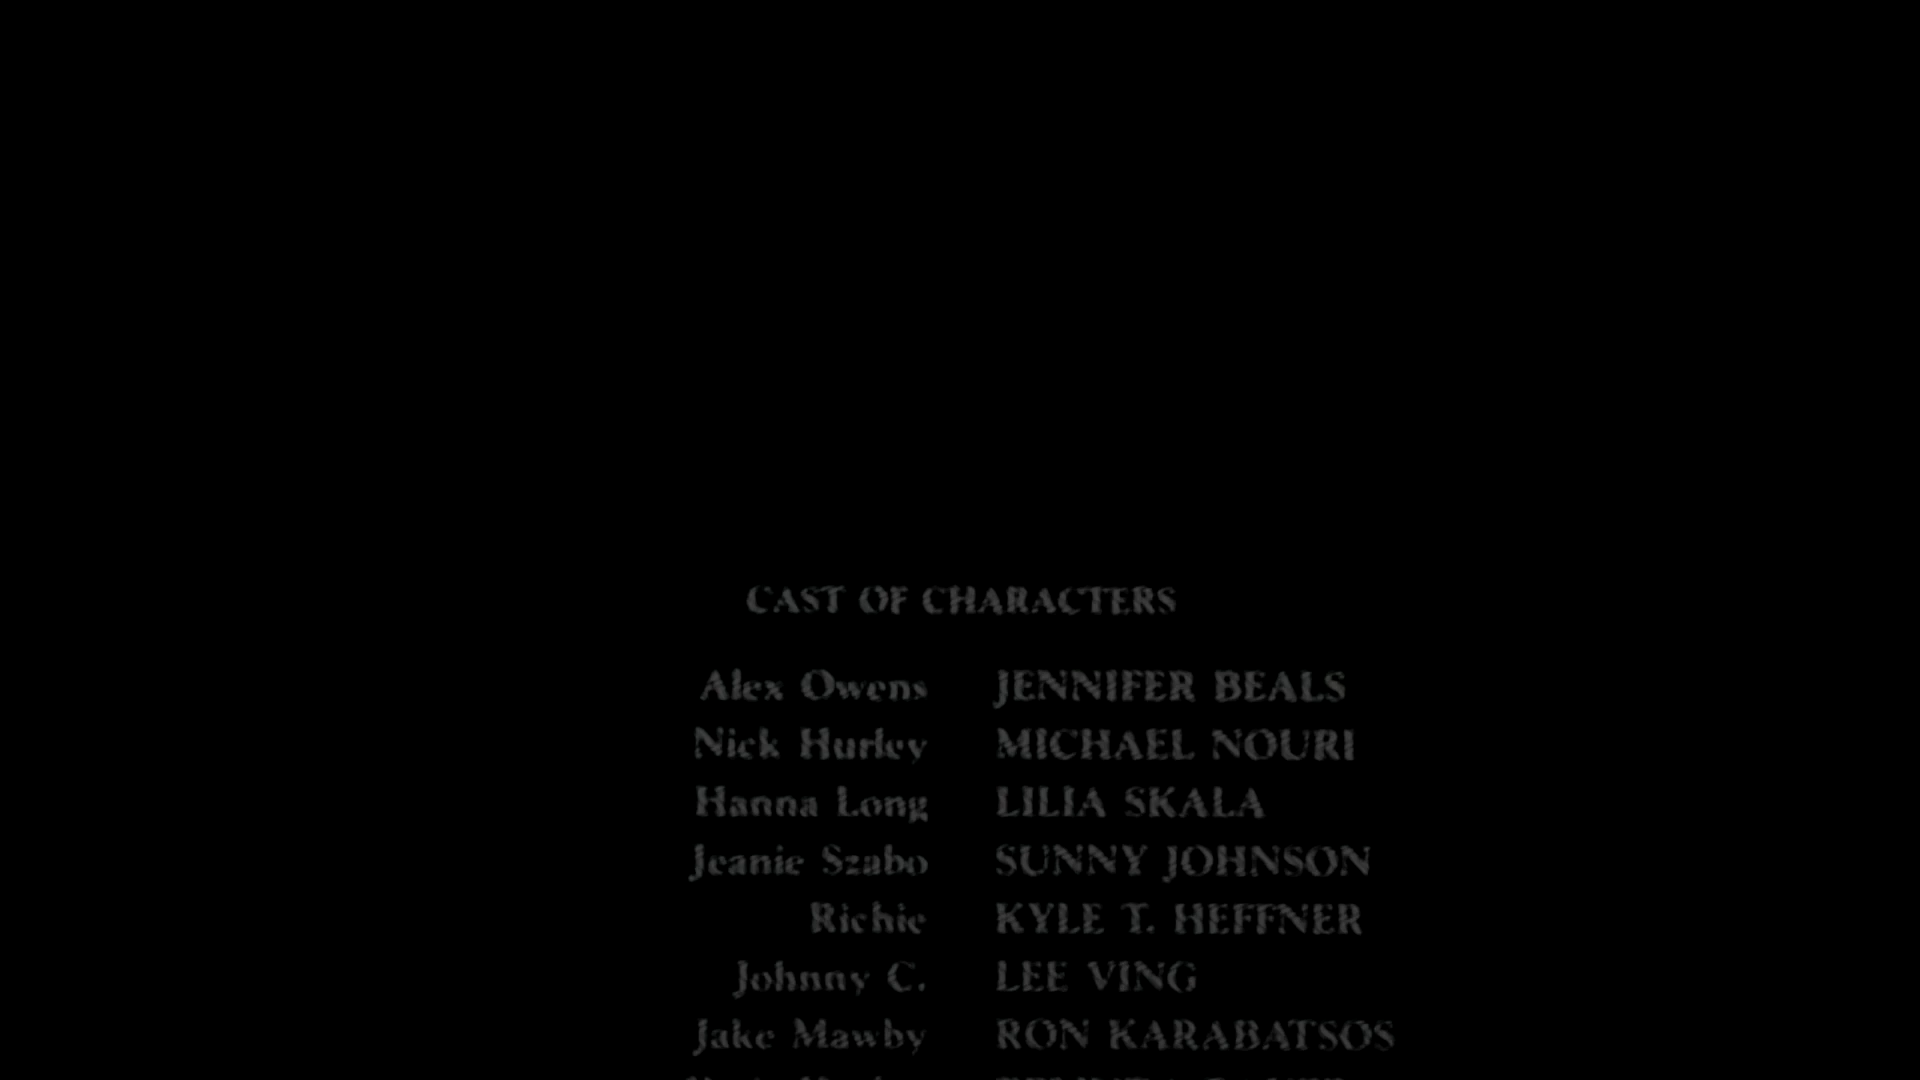 CAST OF CHARACTERS
Alex Owens JENNIFER BEALS
Nick Hurley MICHAEL NOURI
Hanna Long LILIA SKALA
Jeanie Szabo SUNNY JOHNSON
Richie KYLE T. HEFFNER
Johnny C. LEE VING
Jake Mawby RON KARABATSOS